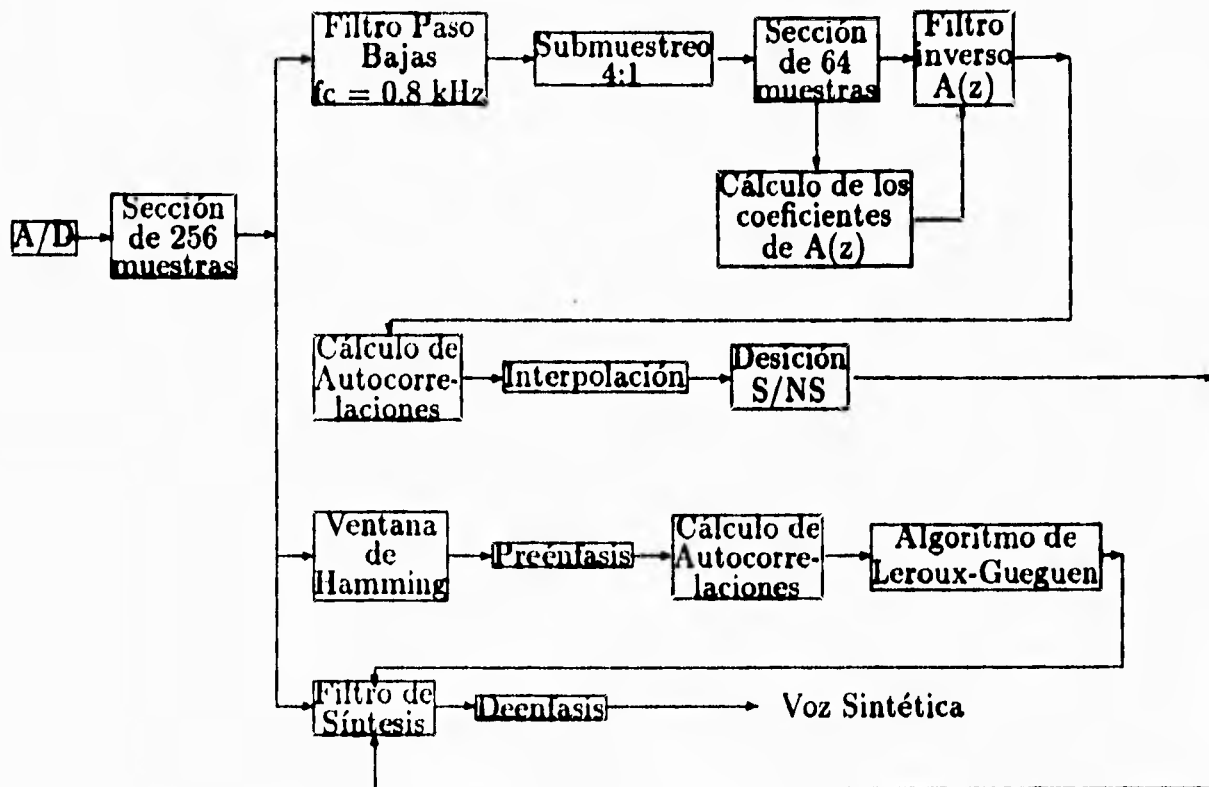 Filtro Paso
Bajas
fc = 0.8 kHz
Submuestreo
4:1
Sección
de 64
muestras
Filtro
inverso
A(z)
Cálculo de los
coeficientes
de A(z)
A/D
Sección
de 256
muestras
Cálculo de
Autocorre-
laciones
Interpolación
Desición
S/NS
Ventana
de
Hamming
Preénfasis
Cálculo de
Autocorre-
laciones
Algoritmo de
Leroux-Gueguen
Filtro de
Síntesis
Deenfasis
Voz Sintética